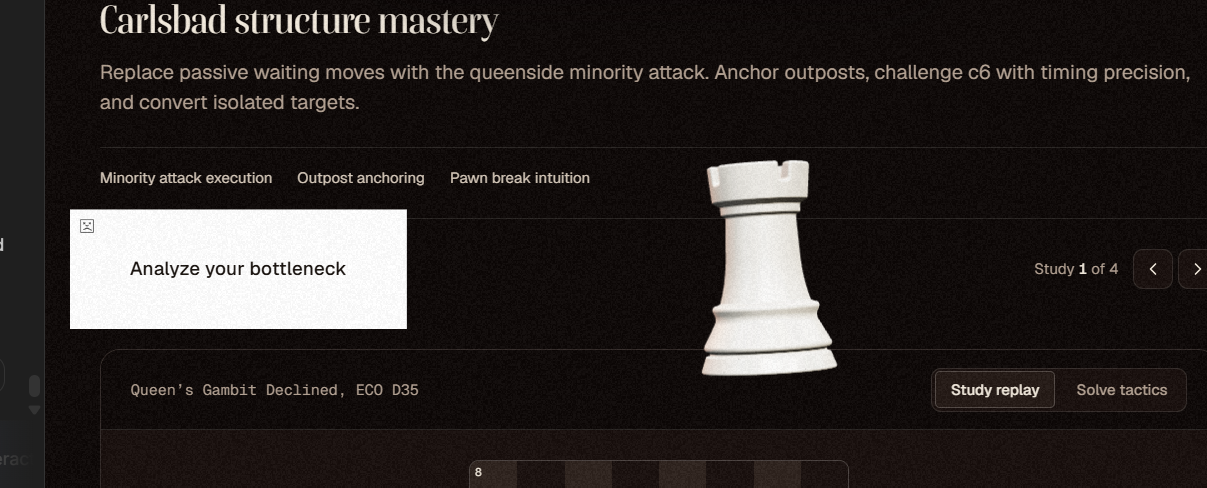 Carlsbad structure mastery
Replace passive waiting moves with the queenside minority attack. Anchor outposts, challenge c6 with timing precision,
and convert isolated targets.
Minority attack execution Outpost anchoring Pawn break intuition
Analyze your bottleneck
Study 1 of 4
Queen's Gambit Declined, ECO D35
Study replay Solve tactics
8